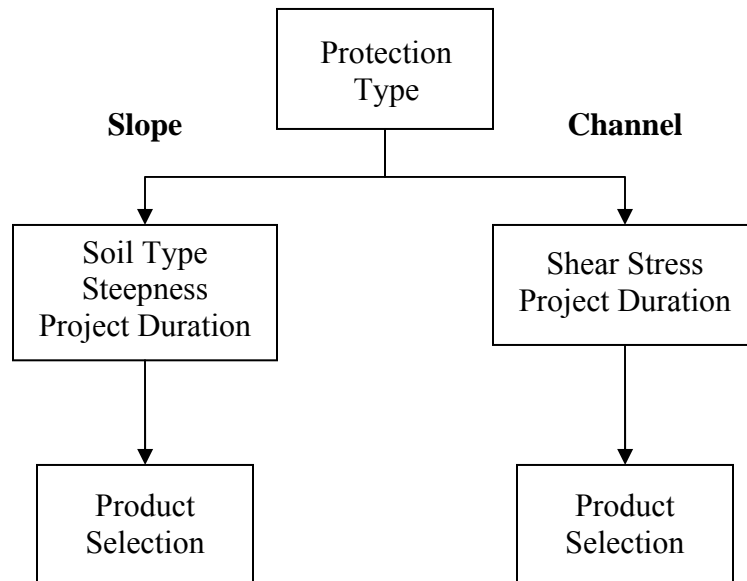 Protection
Type
Slope
Channel
Soil Type
Steepness
Project Duration
Shear Stress
Project Duration
Product
Selection
Product
Selection